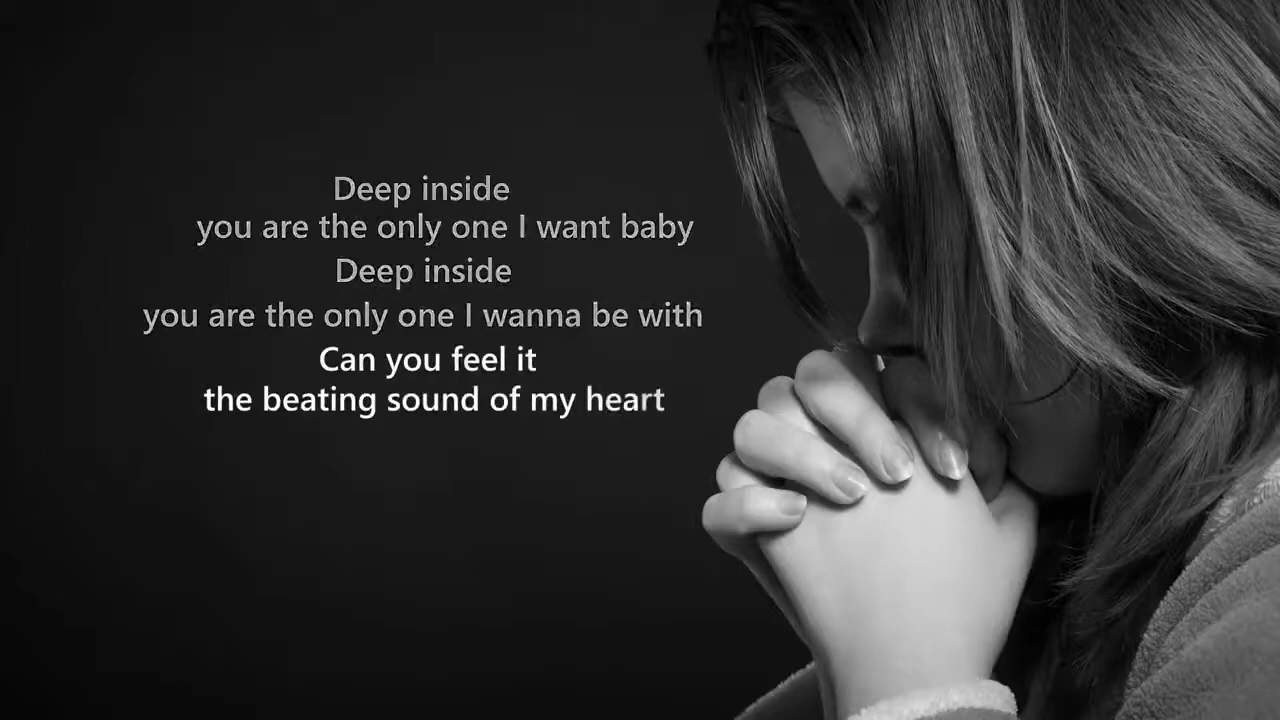 Deep inside
you are the only one I want baby
Deep inside
you are the only one I wanna be with
Can you feel it
the beating sound of my heart